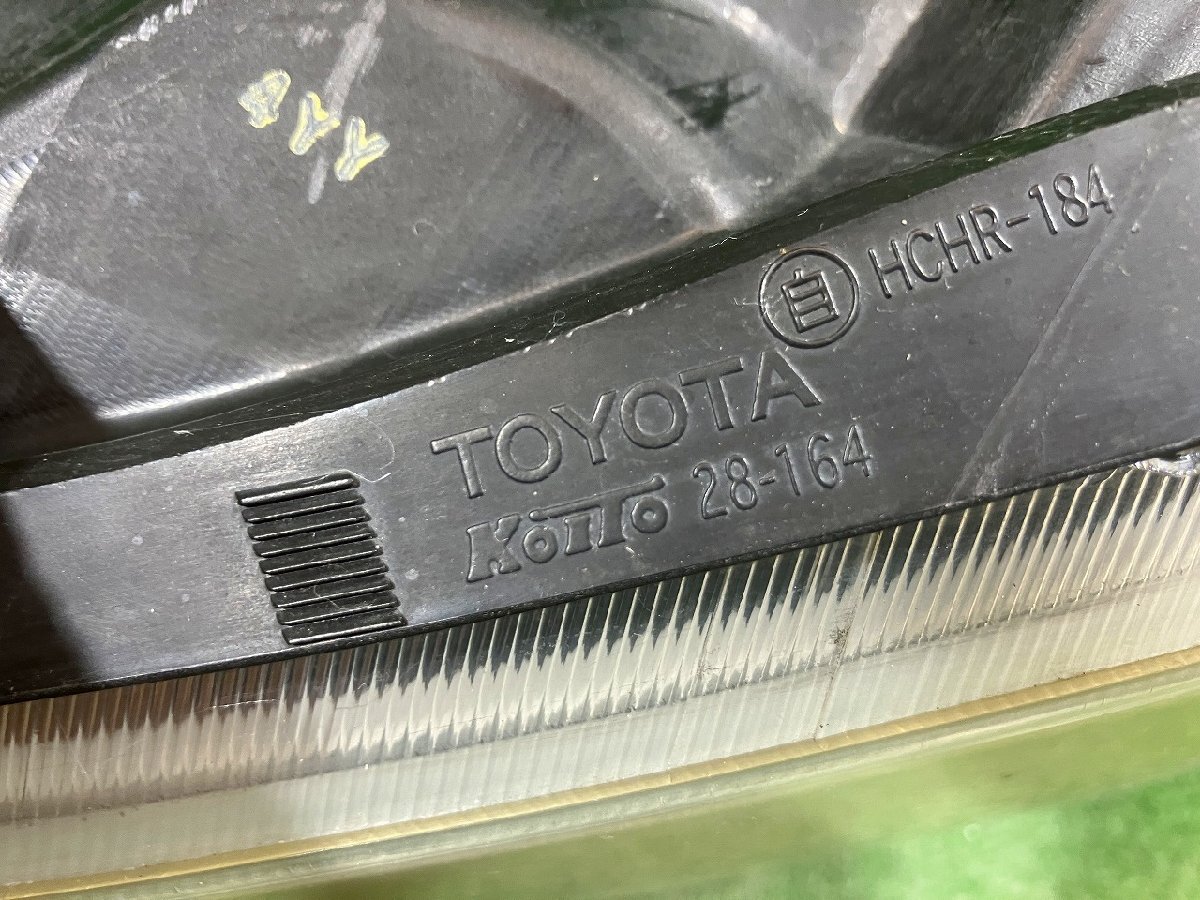 自 HCHR-184
TOYOTA
KOITO 28-164